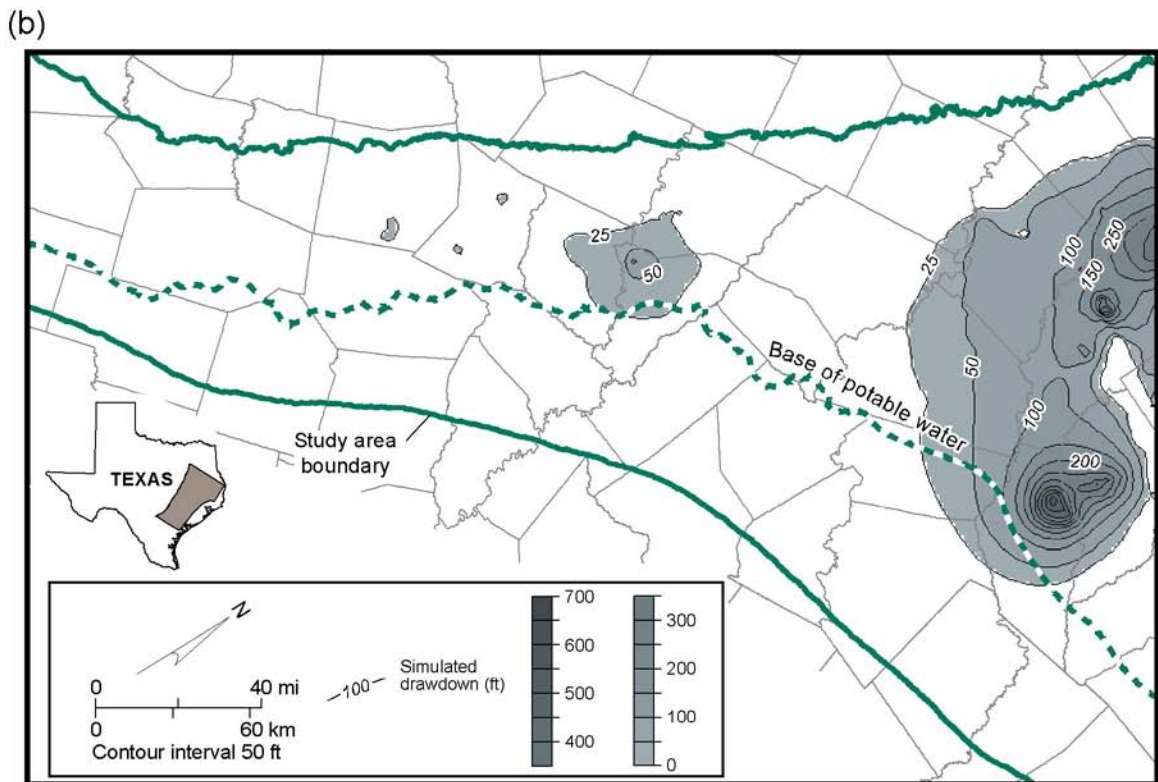 (b)
25
50
Base of potable water
25
50
100
150
250
100
200
Study area
boundary
TEXAS
N
0 40 mi
0 60 km
Contour interval 50 ft
-100-
Simulated
drawdown (ft)
700
600
500
400
300
200
100
0